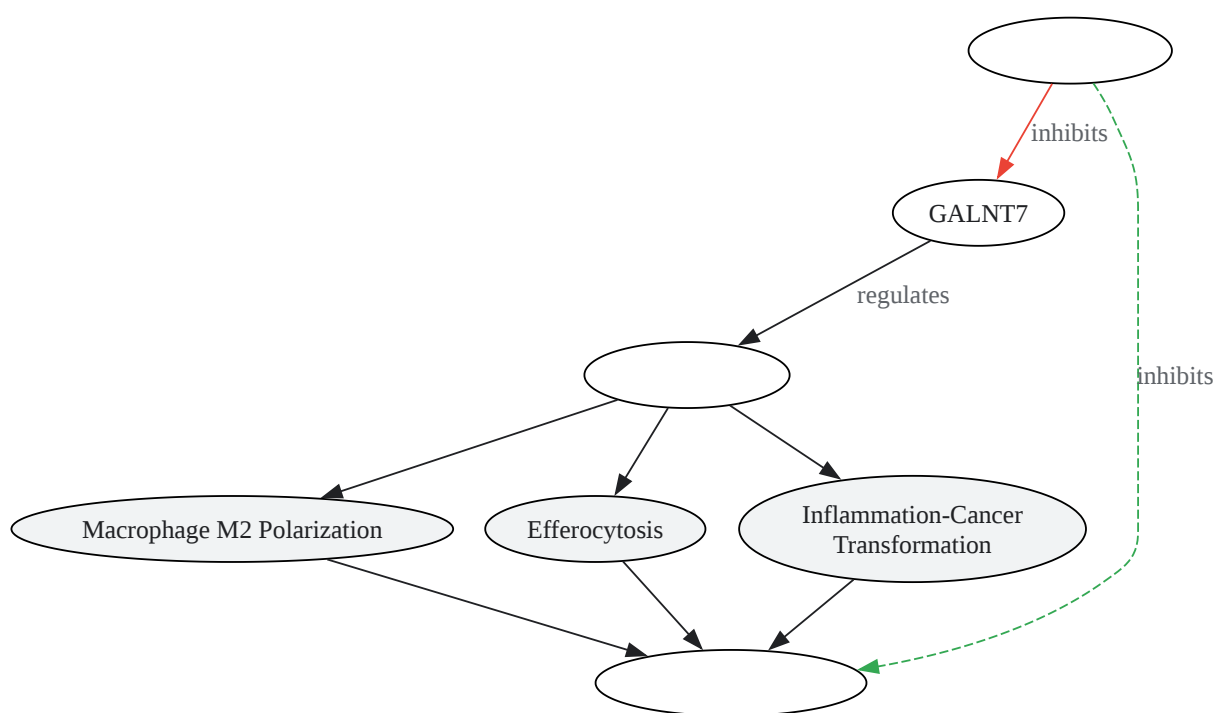 inhibits
GALNT7
regulates
inhibits
Macrophage M2 Polarization
Efferocytosis
Inflammation-Cancer
Transformation